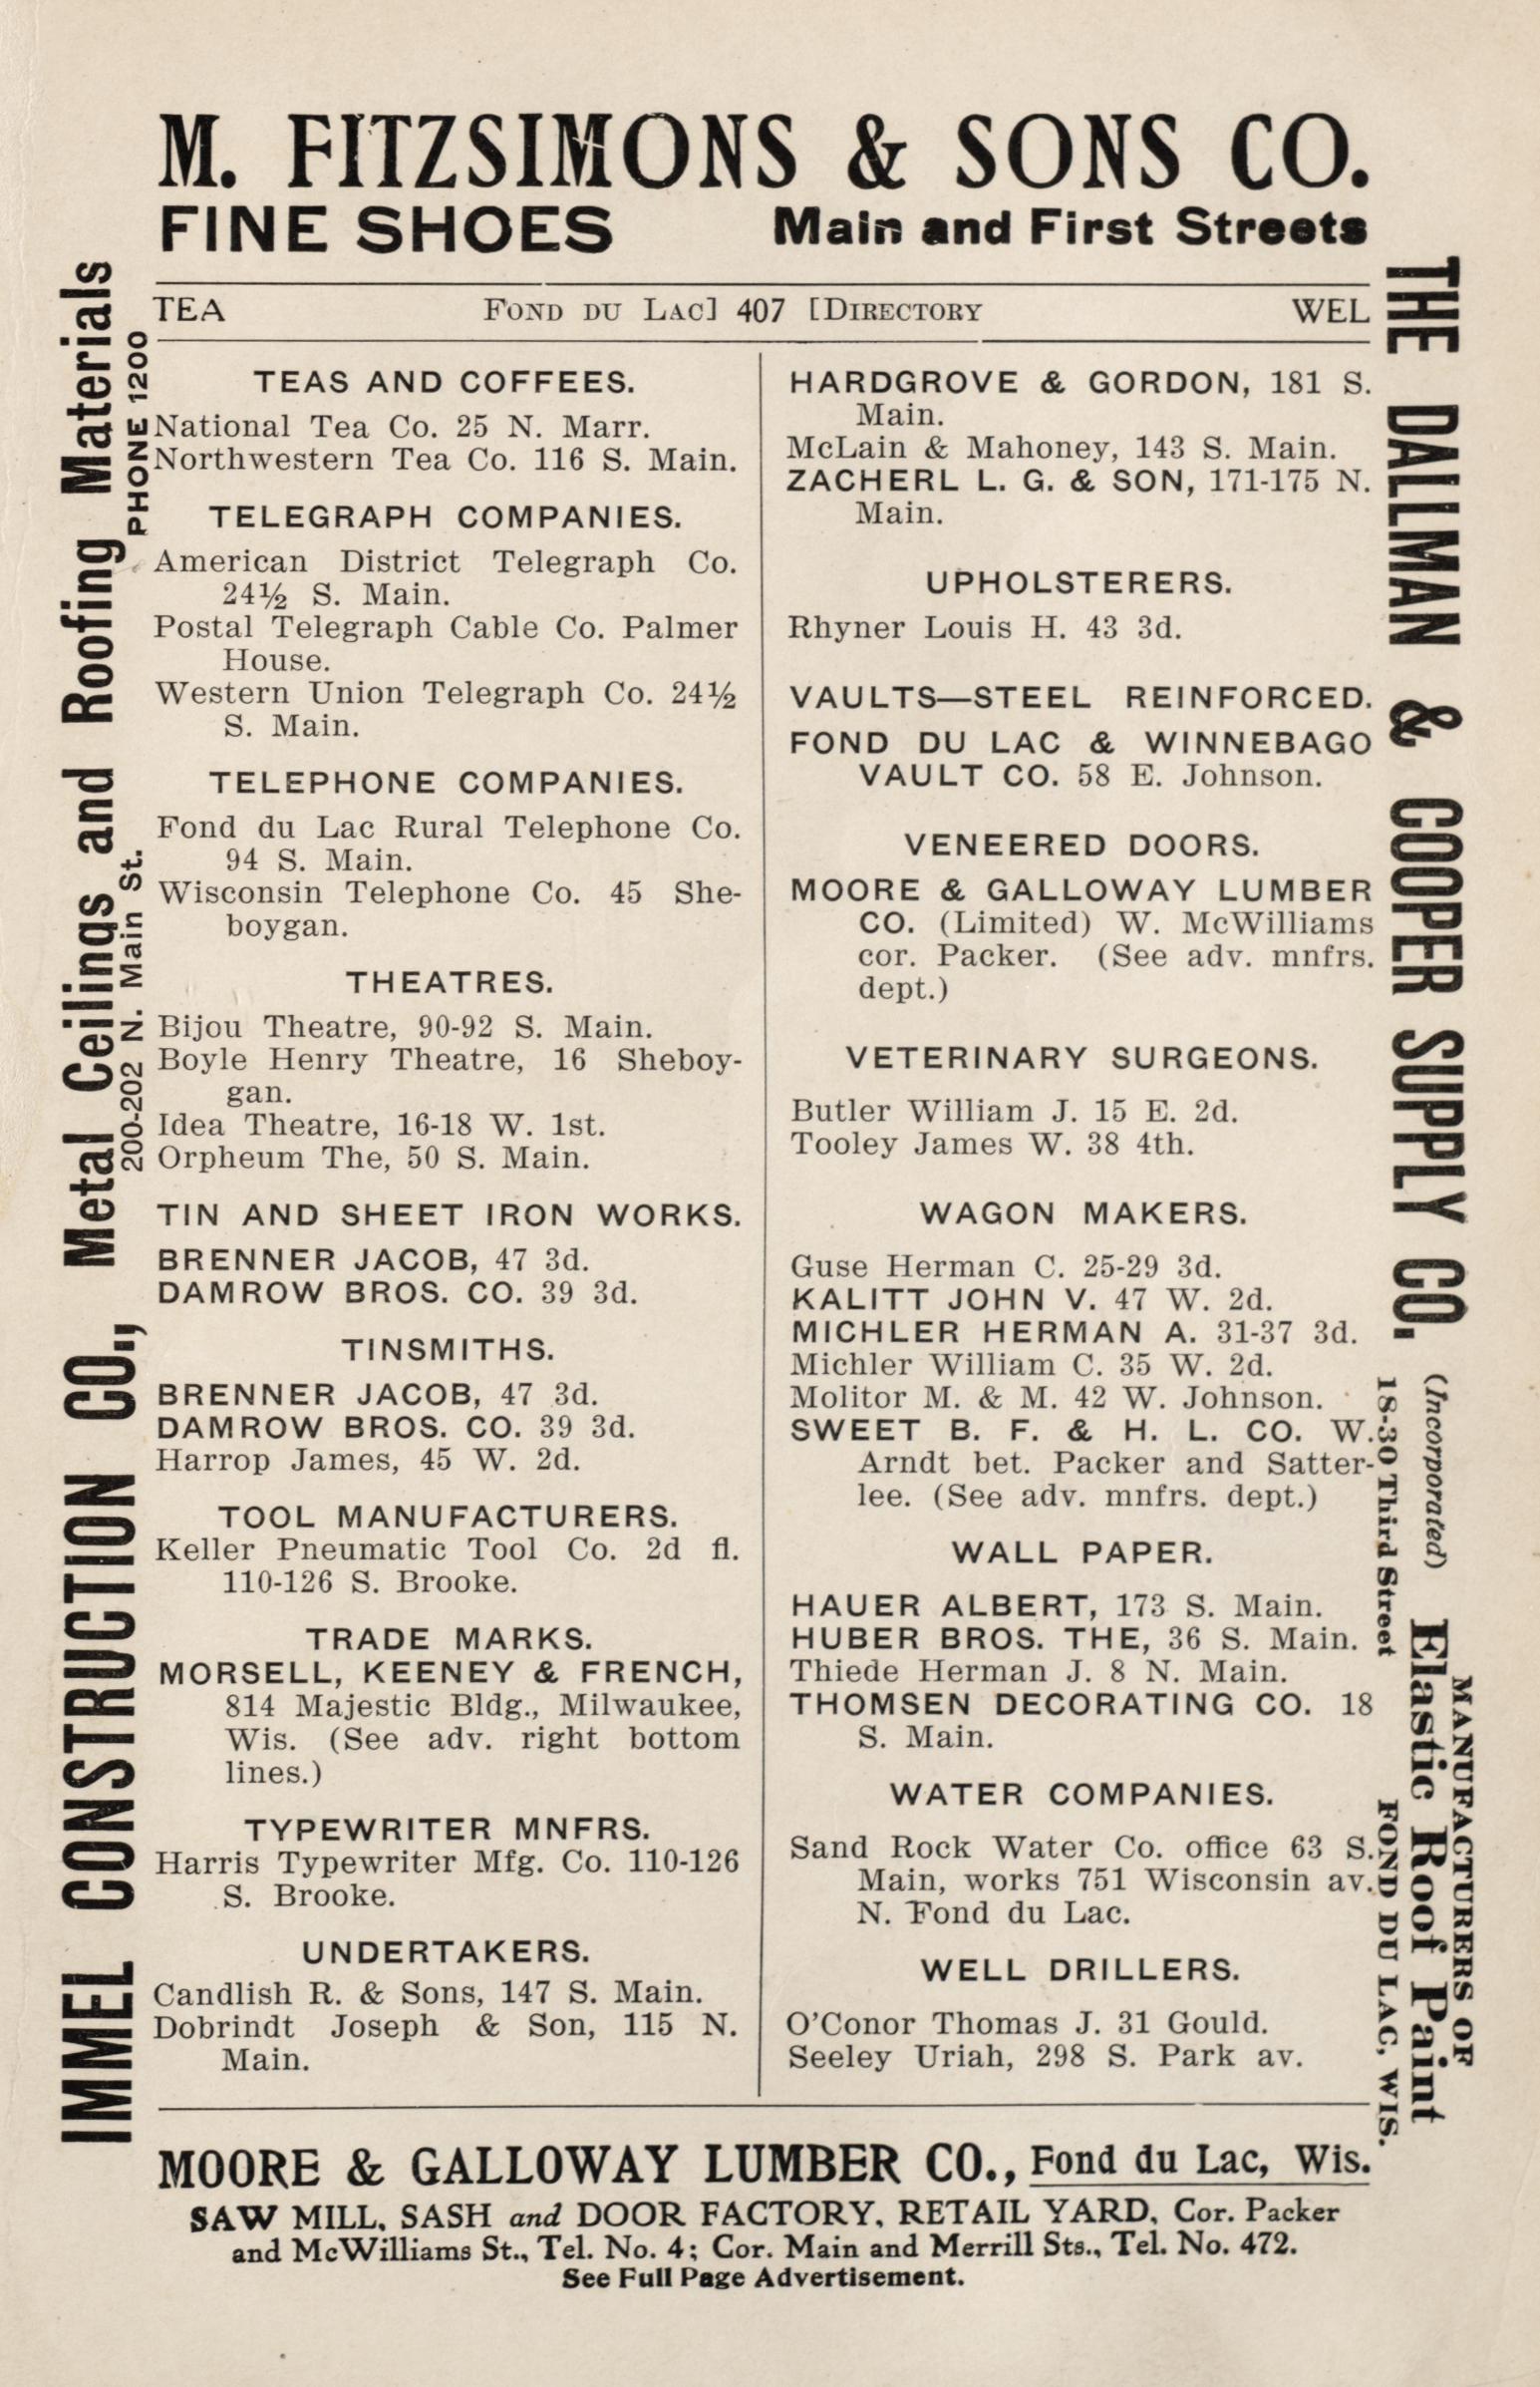 M. FITZSIMONS & SONS CO.
FINE SHOES Main and First Streets
TEA FOND DU LAC] 407 [DIRECTORY WEL
TEAS AND COFFEES.
National Tea Co. 25 N. Marr.
Northwestern Tea Co. 116 S. Main.
TELEGRAPH COMPANIES.
American District Telegraph Co.
24½ S. Main.
Postal Telegraph Cable Co. Palmer
House.
Western Union Telegraph Co. 24½
S. Main.
TELEPHONE COMPANIES.
Fond du Lac Rural Telephone Co.
94 S. Main.
Wisconsin Telephone Co. 45 She-
boygan.
THEATRES.
Bijou Theatre, 90-92 S. Main.
Boyle Henry Theatre, 16 Sheboy-
gan.
Idea Theatre, 16-18 W. 1st.
Orpheum The, 50 S. Main.
TIN AND SHEET IRON WORKS.
BRENNER JACOB, 47 3d.
DAMROW BROS. CO. 39 3d.
TINSMITHS.
BRENNER JACOB, 47 3d.
DAMROW BROS. CO. 39 3d.
Harrop James, 45 W. 2d.
TOOL MANUFACTURERS.
Keller Pneumatic Tool Co. 2d fl.
110-126 S. Brooke.
TRADE MARKS.
MORSELL, KEENEY & FRENCH,
814 Majestic Bldg., Milwaukee,
Wis. (See adv. right bottom
lines.)
TYPEWRITER MNFRS.
Harris Typewriter Mfg. Co. 110-126
S. Brooke.
UNDERTAKERS.
Candlish R. & Sons, 147 S. Main.
Dobrindt Joseph & Son, 115 N.
Main.
HARDGROVE & GORDON, 181 S.
Main.
McLain & Mahoney, 143 S. Main.
ZACHERL L. G. & SON, 171-175 N.
Main.
UPHOLSTERERS.
Rhyner Louis H. 43 3d.
VAULTS—STEEL REINFORCED.
FOND DU LAC & WINNEBAGO
VAULT CO. 58 E. Johnson.
VENEERED DOORS.
MOORE & GALLOWAY LUMBER
CO. (Limited) W. McWilliams
cor. Packer. (See adv. mnfrs.
dept.)
VETERINARY SURGEONS.
Butler William J. 15 E. 2d.
Tooley James W. 38 4th.
WAGON MAKERS.
Guse Herman C. 25-29 3d.
KALITT JOHN V. 47 W. 2d.
MICHLER HERMAN A. 31-37 3d.
Michler William C. 35 W. 2d.
Molitor M. & M. 42 W. Johnson.
SWEET B. F. & H. L. CO. W.
Arndt bet. Packer and Satter-
lee. (See adv. mnfrs. dept.)
WALL PAPER.
HAUER ALBERT, 173 S. Main.
HUBER BROS. THE, 36 S. Main.
Thiede Herman J. 8 N. Main.
THOMSEN DECORATING CO. 18
S. Main.
WATER COMPANIES.
Sand Rock Water Co. office 63 S.
Main, works 751 Wisconsin av.
N. Fond du Lac.
WELL DRILLERS.
O'Conor Thomas J. 31 Gould.
Seeley Uriah, 298 S. Park av.
IMMEL CONSTRUCTION CO., Metal Ceilings and Roofing Materials
200-202 N. Main St. PHONE 1200
THE DALLMAN & COOPER SUPPLY CO. (Incorporated)
18-30 Third Street FOND DU LAC, WIS.
MANUFACTURERS OF
Elastic Roof Paint
MOORE & GALLOWAY LUMBER CO., Fond du Lac, Wis.
SAW MILL, SASH and DOOR FACTORY, RETAIL YARD, Cor. Packer
and McWilliams St., Tel. No. 4; Cor. Main and Merrill Sts., Tel. No. 472.
See Full Page Advertisement.